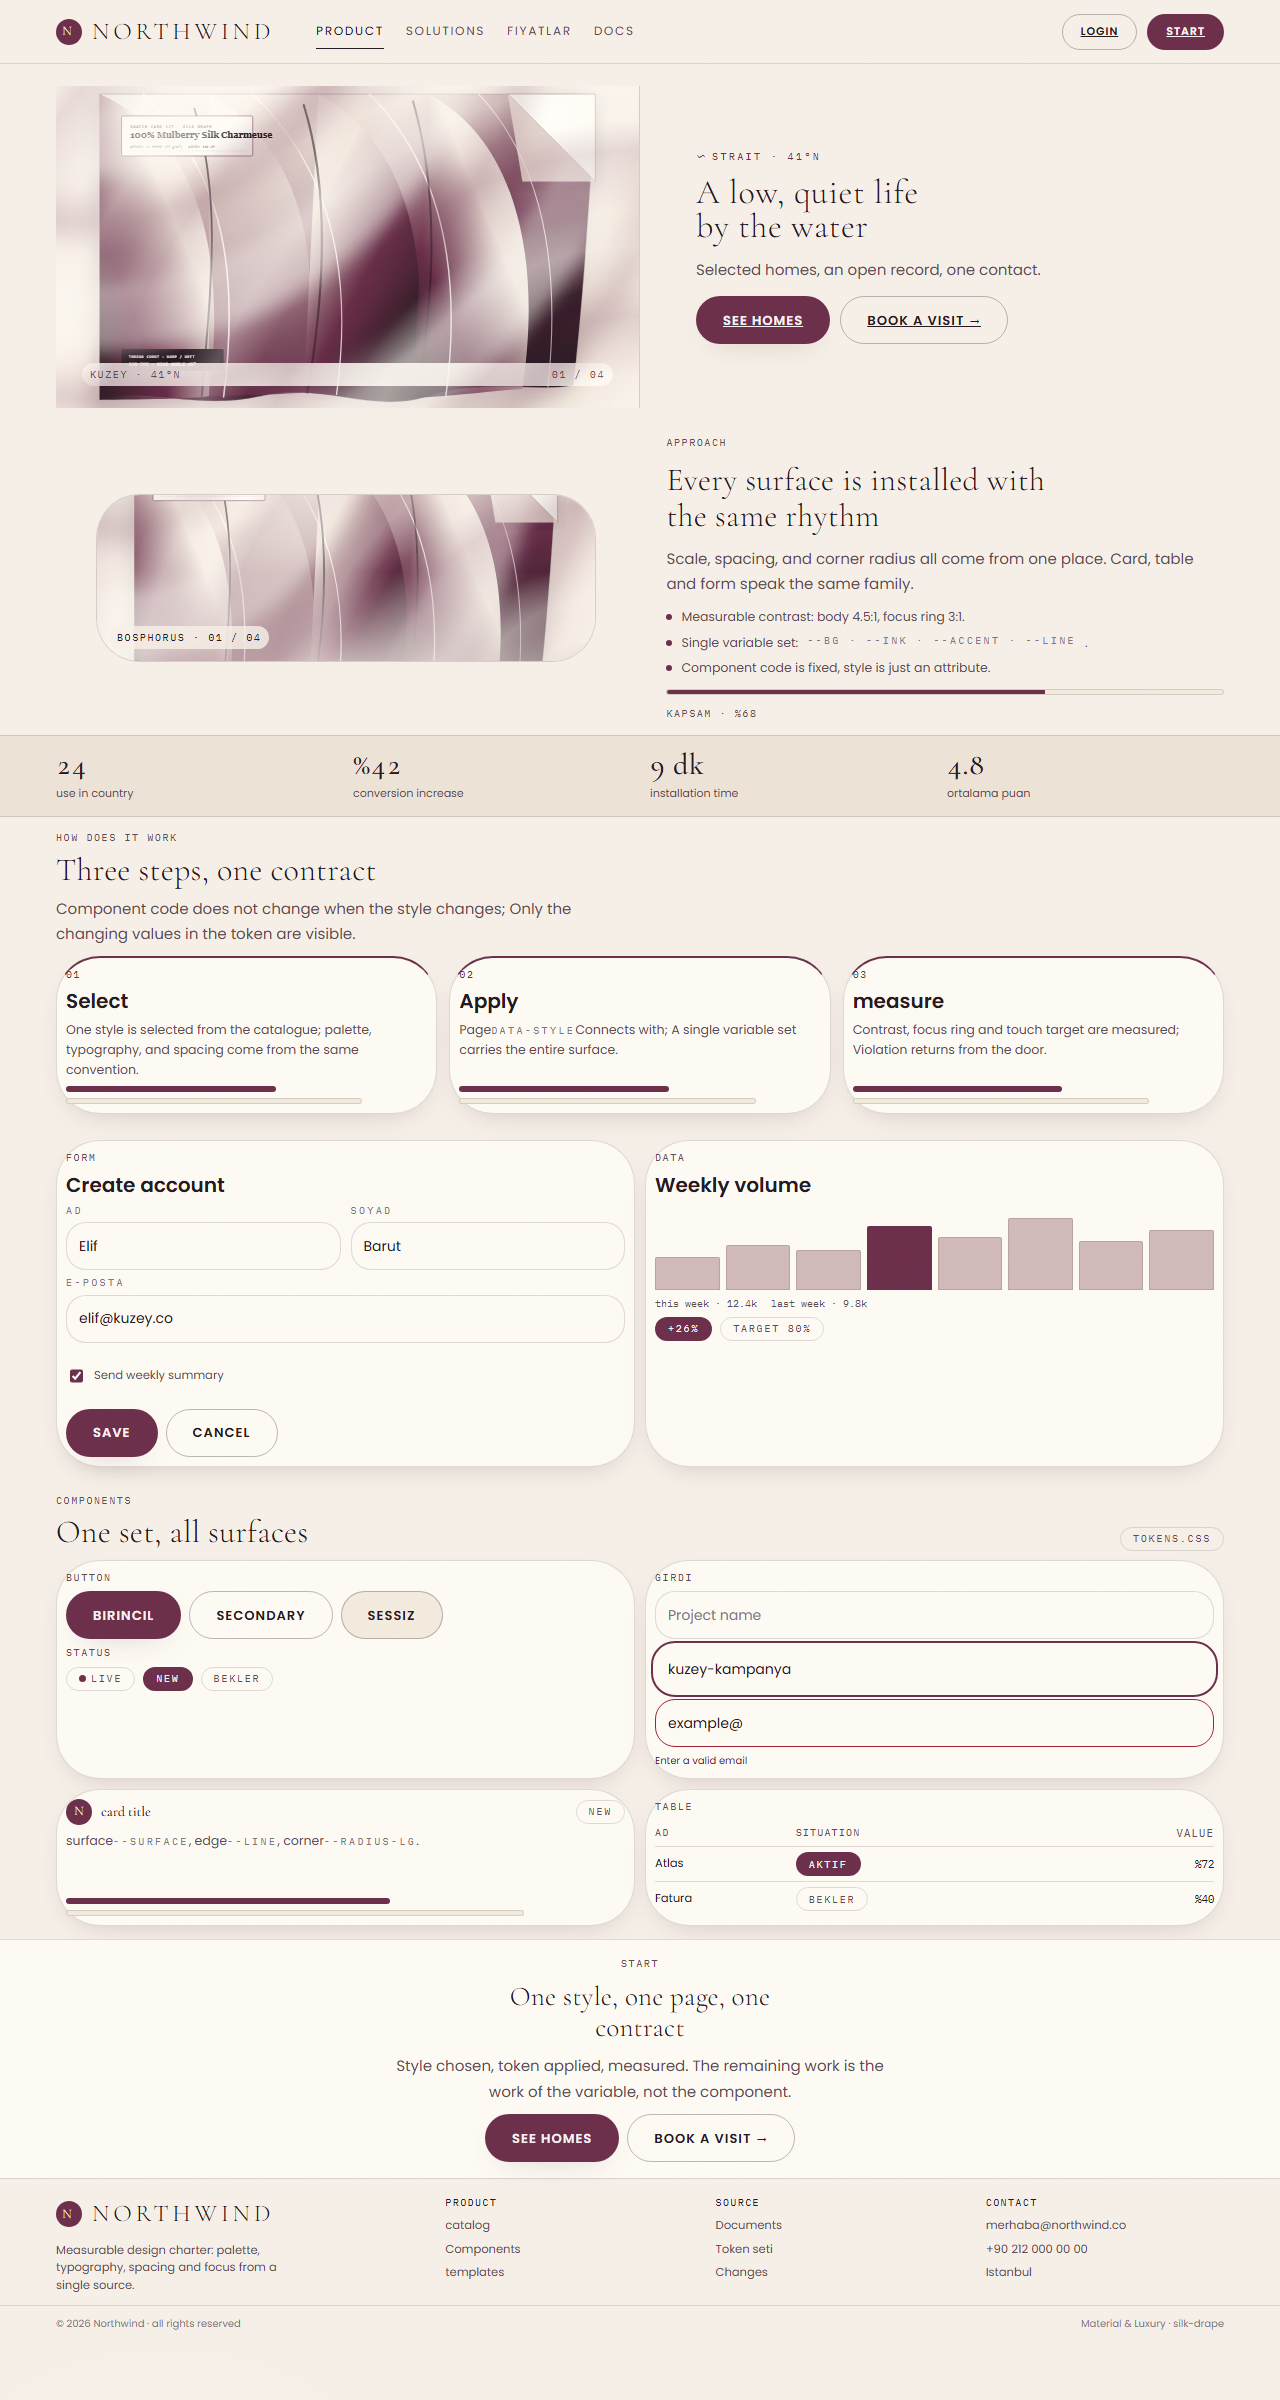 N NORTHWIND PRODUCT SOLUTIONS FIYATLAR DOCS LOGIN START
100% Mulberry Silk Charmeuse
THREAD COUNT · WARP / WEFT
KUZEY · 41°N 01 / 04
STRAIT · 41°N
A low, quiet life
by the water
Selected homes, an open record, one contact.
SEE HOMES BOOK A VISIT →
BOSPHORUS · 01 / 04
APPROACH
Every surface is installed with
the same rhythm
Scale, spacing, and corner radius all come from one place. Card, table
and form speak the same family.
Measurable contrast: body 4.5:1, focus ring 3:1.
Single variable set: --BG · --INK · --ACCENT · --LINE .
Component code is fixed, style is just an attribute.
KAPSAM · %68
24 %42 9 dk 4.8
use in country conversion increase installation time ortalama puan
HOW DOES IT WORK
Three steps, one contract
Component code does not change when the style changes; Only the
changing values in the token are visible.
01
Select
One style is selected from the catalogue; palette,
typography, and spacing come from the same
convention.
02
Apply
PageDATA-STYLEConnects with; A single variable set
carries the entire surface.
03
measure
Contrast, focus ring and touch target are measured;
Violation returns from the door.
FORM
Create account
AD SOYAD
Elif Barut
E-POSTA
elif@kuzey.co
Send weekly summary
SAVE CANCEL
DATA
Weekly volume
this week · 12.4k last week · 9.8k
+26% TARGET 80%
COMPONENTS
One set, all surfaces
TOKENS.CSS
BUTTON
BIRINCIL SECONDARY SESSIZ
STATUS
LIVE NEW BEKLER
GIRDI
Project name
kuzey-kampanya
example@
Enter a valid email
N card title NEW
surface--SURFACE, edge--LINE, corner--RADIUS-LG.
TABLE
AD SITUATION VALUE
Atlas AKTIF %72
Fatura BEKLER %40
START
One style, one page, one
contract
Style chosen, token applied, measured. The remaining work is the
work of the variable, not the component.
SEE HOMES BOOK A VISIT →
N NORTHWIND
Measurable design charter: palette,
typography, spacing and focus from a
single source.
PRODUCT
catalog
Components
templates
SOURCE
Documents
Token seti
Changes
CONTACT
merhaba@northwind.co
+90 212 000 00 00
Istanbul
© 2026 Northwind · all rights reserved
Material & Luxury · silk-drape